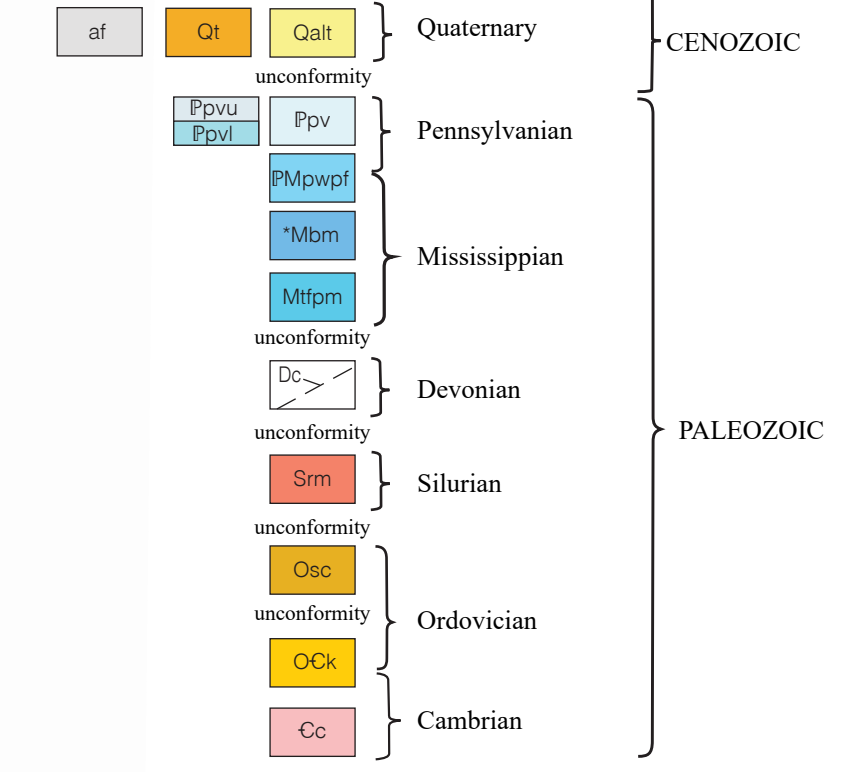 af Qt Qalt Quaternary
CENOZOIC
unconformity
ℙpvu
ℙpv
ℙpvl
Pennsylvanian
ℙMpwpf
*Mbm
Mississippian
Mtfpm
unconformity
Dc
Devonian
PALEOZOIC
unconformity
Srm Silurian
unconformity
Osc
unconformity
Ordovician
OЄk
Єc Cambrian